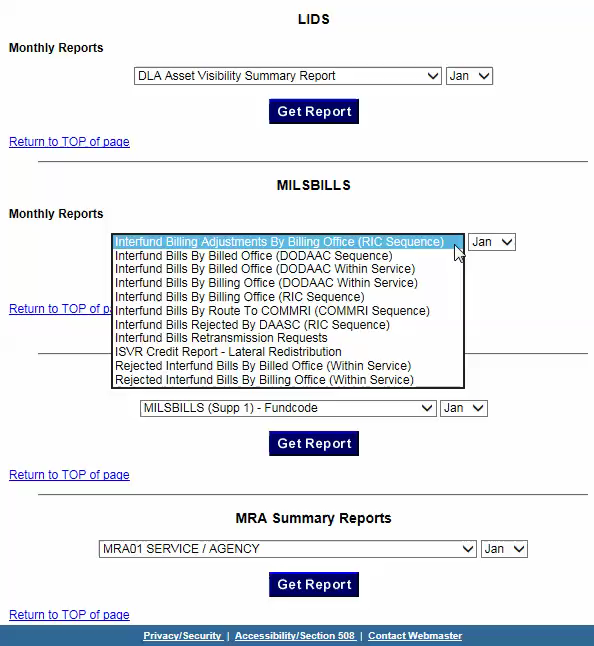 LIDS
Monthly Reports
DLA Asset Visibility Summary Report Jan
Get Report
Return to TOP of page
MILSBILLS
Monthly Reports
Interfund Billing Adjustments By Billing Office (RIC Sequence) Jan
Interfund Bills By Billed Office (DODAAC Sequence)
Interfund Bills By Billed Office (DODAAC Within Service)
Interfund Bills By Billing Office (DODAAC Within Service)
Interfund Bills By Billing Office (RIC Sequence)
Return to TOP of p
Interfund Bills By Route To COMMRI (COMMRI Sequence)
Interfund Bills Rejected By DAASC (RIC Sequence)
Interfund Bills Retransmission Requests
ISVR Credit Report - Lateral Redistribution
Rejected Interfund Bills By Billed Office (Within Service)
Rejected Interfund Bills By Billing Office (Within Service)
MILSBILLS (Supp 1) - Fundcode Jan
Get Report
Return to TOP of page
MRA Summary Reports
MRA01 SERVICE / AGENCY Jan
Get Report
Return to TOP of page
Privacy/Security | Accessibility/Section 508 | Contact Webmaster